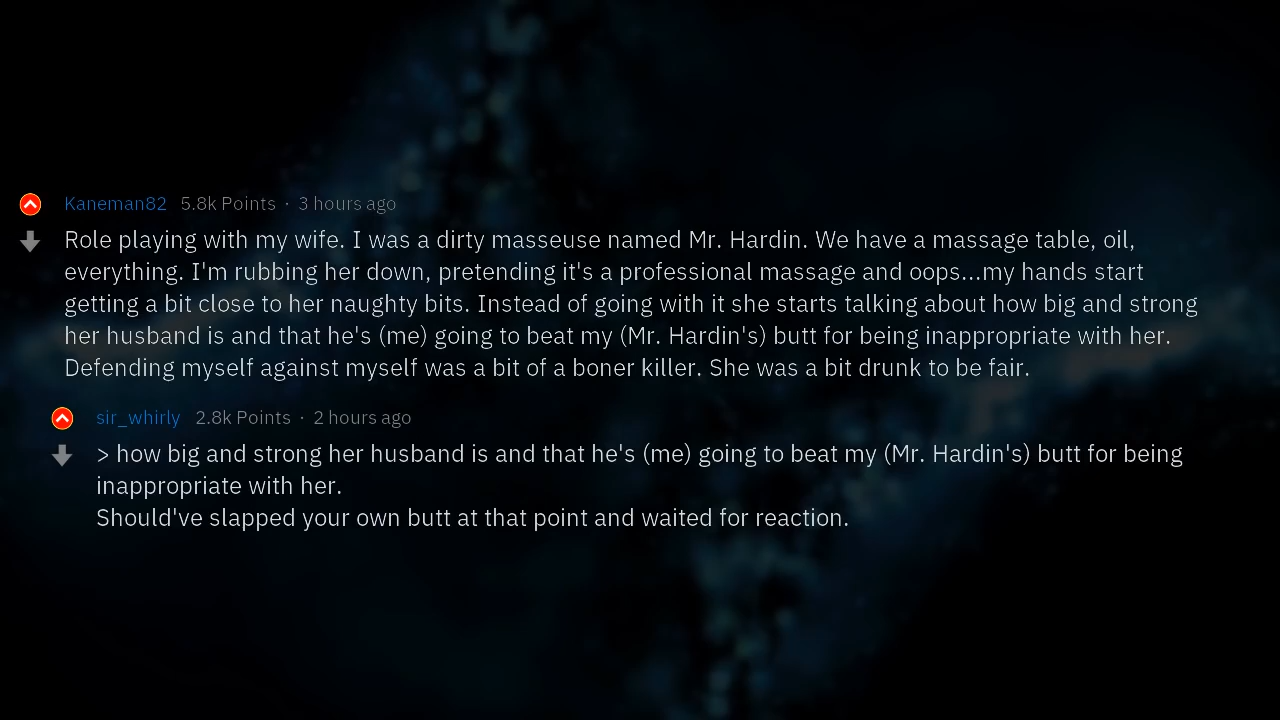 Kaneman82 5.8k Points · 3 hours ago
Role playing with my wife. I was a dirty masseuse named Mr. Hardin. We have a massage table, oil,
everything. I'm rubbing her down, pretending it's a professional massage and oops...my hands start
getting a bit close to her naughty bits. Instead of going with it she starts talking about how big and strong
her husband is and that he's (me) going to beat my (Mr. Hardin's) butt for being inappropriate with her.
Defending myself against myself was a bit of a boner killer. She was a bit drunk to be fair.
sir_whirly 2.8k Points · 2 hours ago
> how big and strong her husband is and that he's (me) going to beat my (Mr. Hardin's) butt for being
inappropriate with her.
Should've slapped your own butt at that point and waited for reaction.